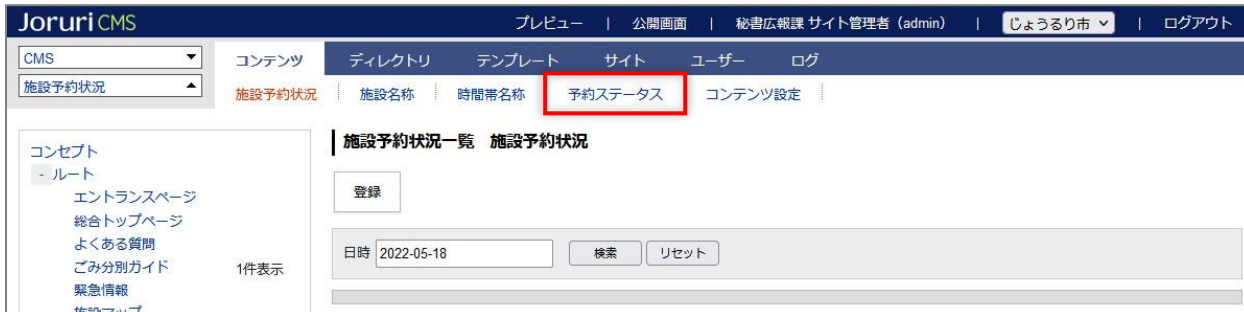 Joruri CMS プレビュー | 公開画面 | 秘書広報課 サイト管理者（admin） | じょうるり市 | ログアウト
CMS コンテンツ ディレクトリ テンプレート サイト ユーザー ログ
施設予約状況 施設予約状況 施設名称 時間帯名称 予約ステータス コンテンツ設定
施設予約状況一覧 施設予約状況
コンセプト
- ルート
エントランスページ
総合トップページ
よくある質問
ごみ分別ガイド
緊急情報
施設マップ
1件表示
登録
日時 2022-05-18 検索 リセット